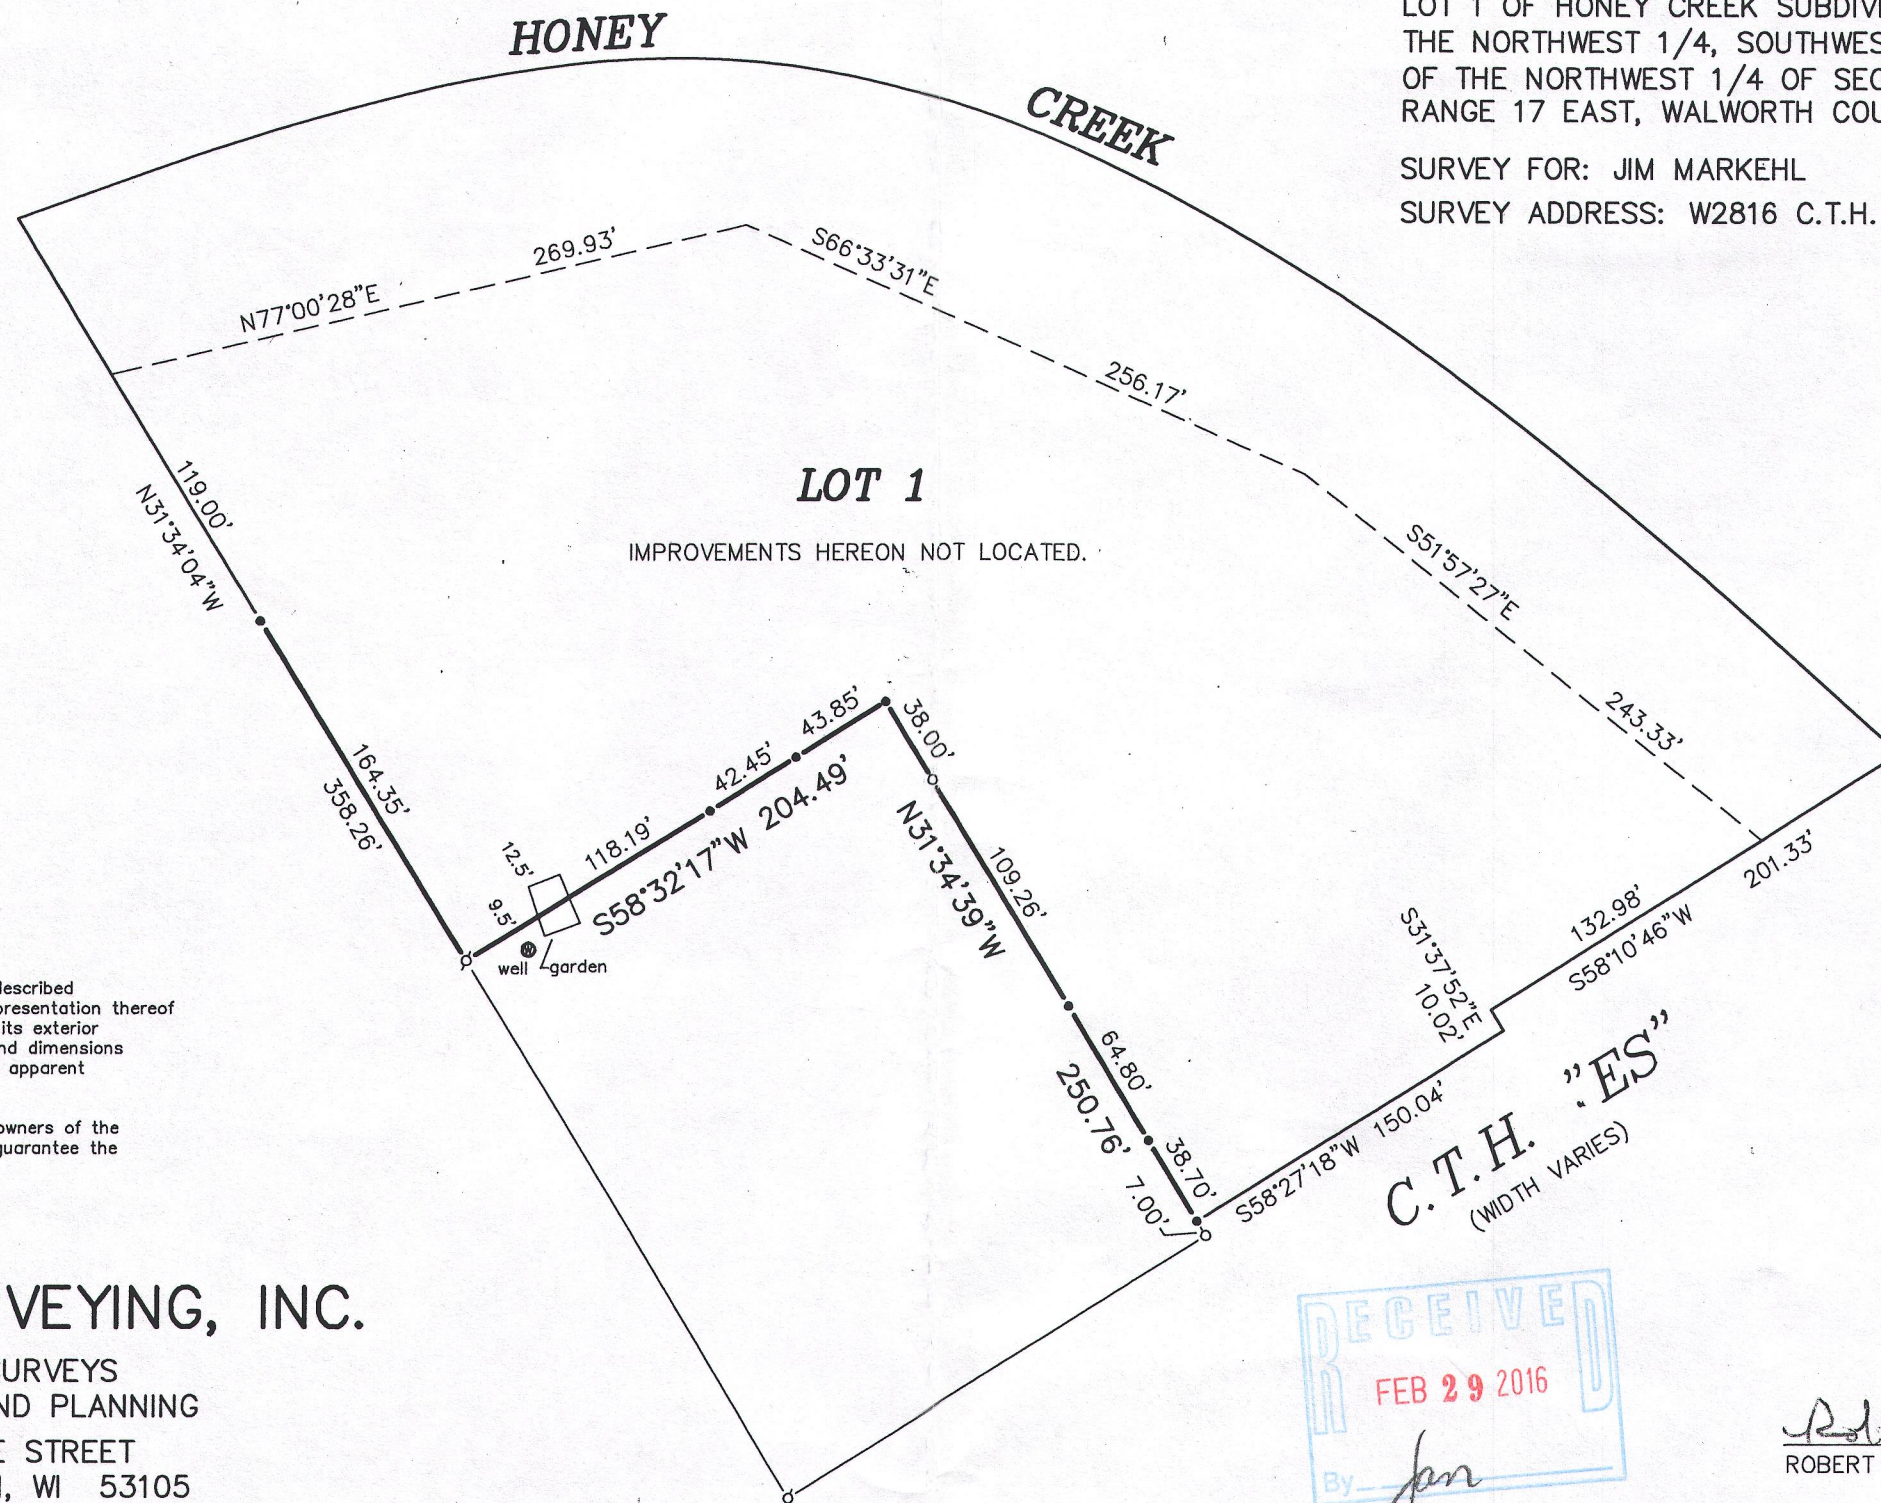 HONEY
CREEK
LOT 1 OF HONEY CREEK SUBDIVI
THE NORTHWEST 1/4, SOUTHWES
OF THE NORTHWEST 1/4 OF SEC
RANGE 17 EAST, WALWORTH COU
SURVEY FOR: JIM MARKEHL
SURVEY ADDRESS: W2816 C.T.H.
N77°00'28"E
269.93'
S66°33'31"E
256.17'
S51°57'27"E
243.33'
LOT 1
IMPROVEMENTS HEREON NOT LOCATED.
119.00'
N31°34'04"W
164.35'
358.26'
43.85'
42.45'
118.19'
S58°32'17"W 204.49'
12.5'
9.5'
well
garden
38.00'
109.26'
N31°34'39"W
64.80'
250.76'
38.70'
7.00'
S31°37'52"E
10.02'
132.98'
S58°10'46"W
201.33'
S58°27'18"W 150.04'
C.T.H. "ES"
(WIDTH VARIES)
described
presentation thereof
its exterior
nd dimensions
apparent
owners of the
guarantee the
VEYING, INC.
SURVEYS
ND PLANNING
E STREET
, WI 53105
RECEIVED
FEB 29 2016
By Jan
ROBERT